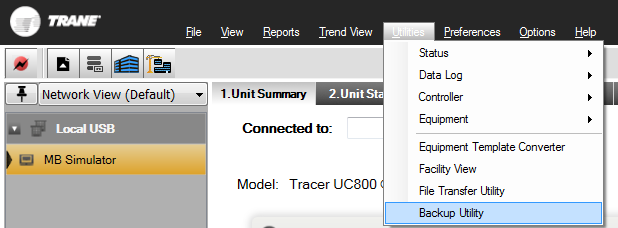 TRANE
File View Reports Trend View Utilities Preferences Options Help
Network View (Default)
Local USB
MB Simulator
1.Unit Summary
2.Unit Sta
Connected to:
Model: Tracer UC800
Status
Data Log
Controller
Equipment
Equipment Template Converter
Facility View
File Transfer Utility
Backup Utility